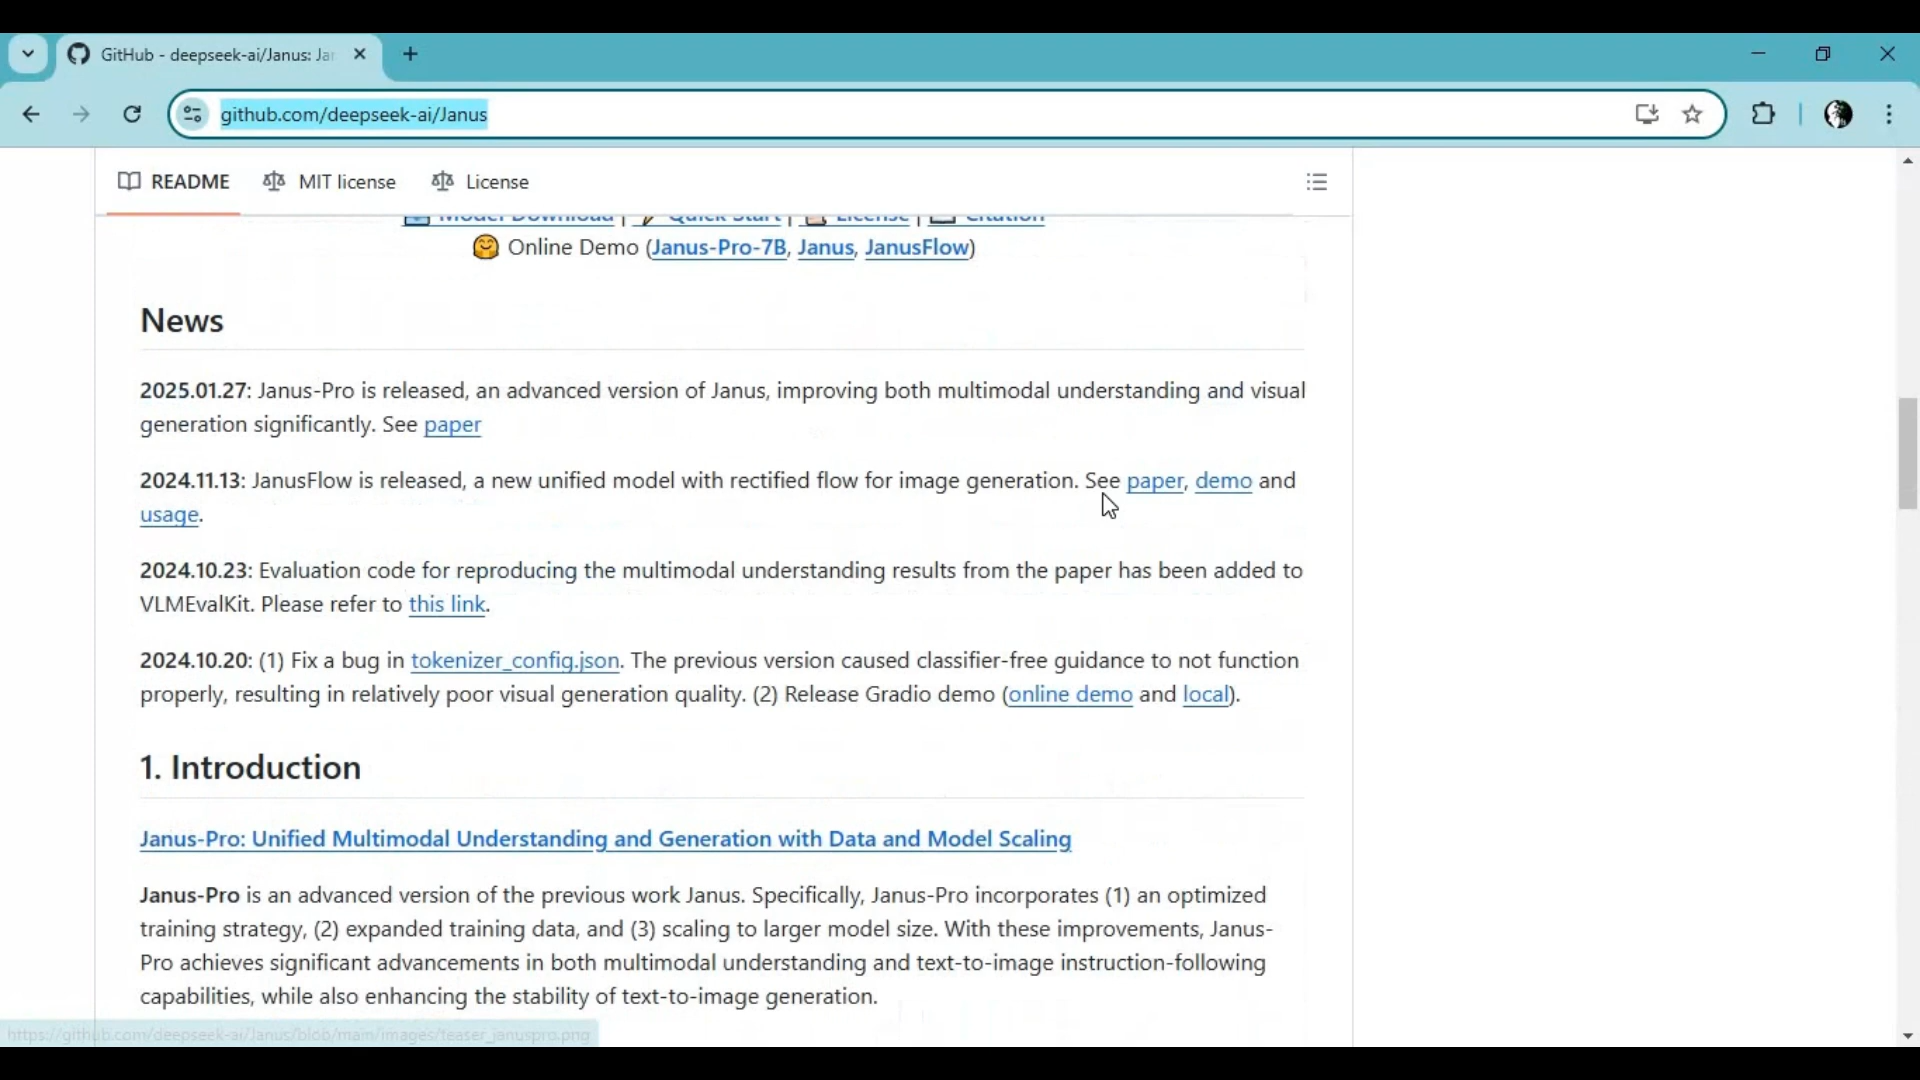 GitHub - deepseek-ai/Janus: Jan
github.com/deepseek-ai/Janus
README MIT license License
Model Download | Quick Start | License | Citation
🤗 Online Demo (Janus-Pro-7B, Janus, JanusFlow)
News
2025.01.27: Janus-Pro is released, an advanced version of Janus, improving both multimodal understanding and visual
generation significantly. See paper
2024.11.13: JanusFlow is released, a new unified model with rectified flow for image generation. See paper, demo and
usage.
2024.10.23: Evaluation code for reproducing the multimodal understanding results from the paper has been added to
VLMEvalKit. Please refer to this link.
2024.10.20: (1) Fix a bug in tokenizer_config.json. The previous version caused classifier-free guidance to not function
properly, resulting in relatively poor visual generation quality. (2) Release Gradio demo (online demo and local).
1. Introduction
Janus-Pro: Unified Multimodal Understanding and Generation with Data and Model Scaling
Janus-Pro is an advanced version of the previous work Janus. Specifically, Janus-Pro incorporates (1) an optimized
training strategy, (2) expanded training data, and (3) scaling to larger model size. With these improvements, Janus-
Pro achieves significant advancements in both multimodal understanding and text-to-image instruction-following
capabilities, while also enhancing the stability of text-to-image generation.
https://github.com/deepseek-ai/Janus/blob/main/images/teaser_januspro.png